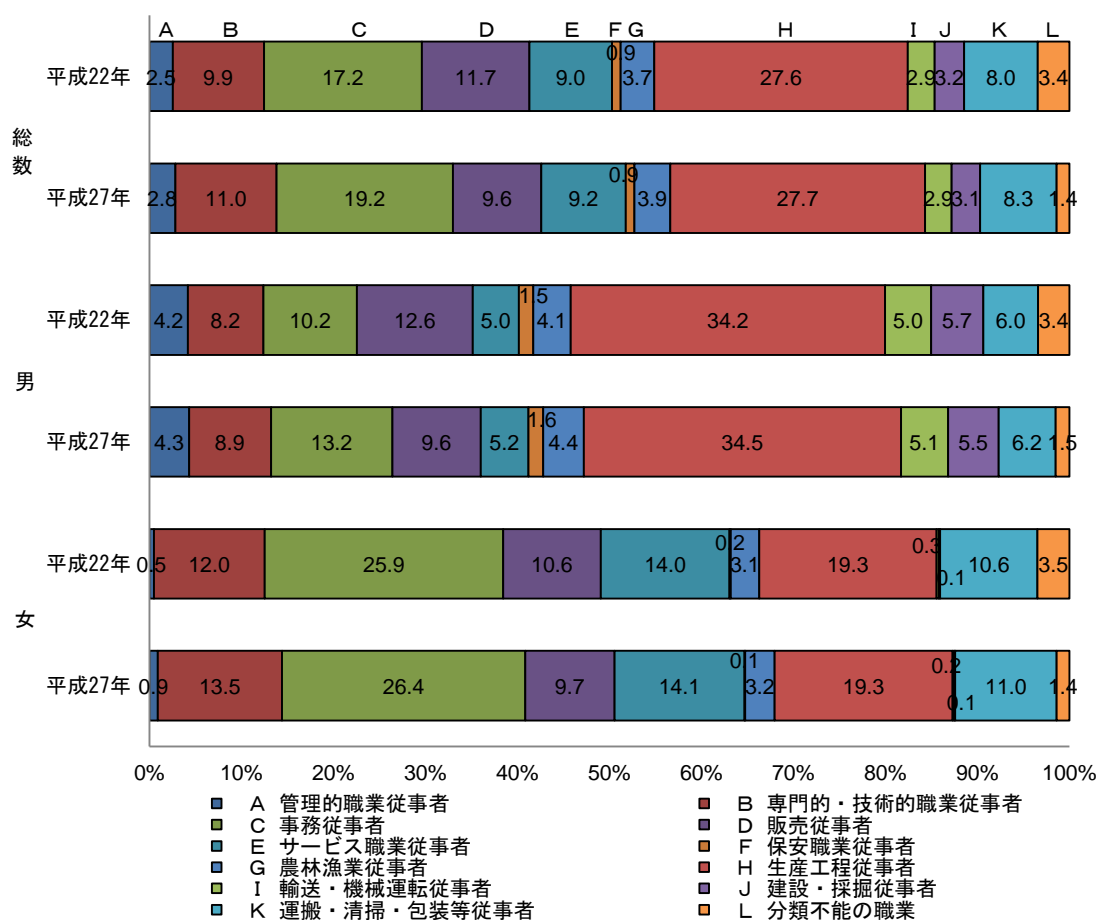 A B C D E F G H I J K L
総数
平成22年 2.5 9.9 17.2 11.7 9.0 0.9 3.7 27.6 2.9 3.2 8.0 3.4
平成27年 2.8 11.0 19.2 9.6 9.2 0.9 3.9 27.7 2.9 3.1 8.3 1.4
男
平成22年 4.2 8.2 10.2 12.6 5.0 1.5 4.1 34.2 5.0 5.7 6.0 3.4
平成27年 4.3 8.9 13.2 9.6 5.2 1.6 4.4 34.5 5.1 5.5 6.2 1.5
女
平成22年 0.5 12.0 25.9 10.6 14.0 0.2 3.1 19.3 0.3 0.1 10.6 3.5
平成27年 0.9 13.5 26.4 9.7 14.1 0.1 3.2 19.3 0.2 0.1 11.0 1.4
0% 10% 20% 30% 40% 50% 60% 70% 80% 90% 100%
A 管理的職業従事者 B 専門的・技術的職業従事者
C 事務従事者 D 販売従事者
E サービス職業従事者 F 保安職業従事者
G 農林漁業従事者 H 生産工程従事者
I 輸送・機械運転従事者 J 建設・採掘従事者
K 運搬・清掃・包装等従事者 L 分類不能の職業